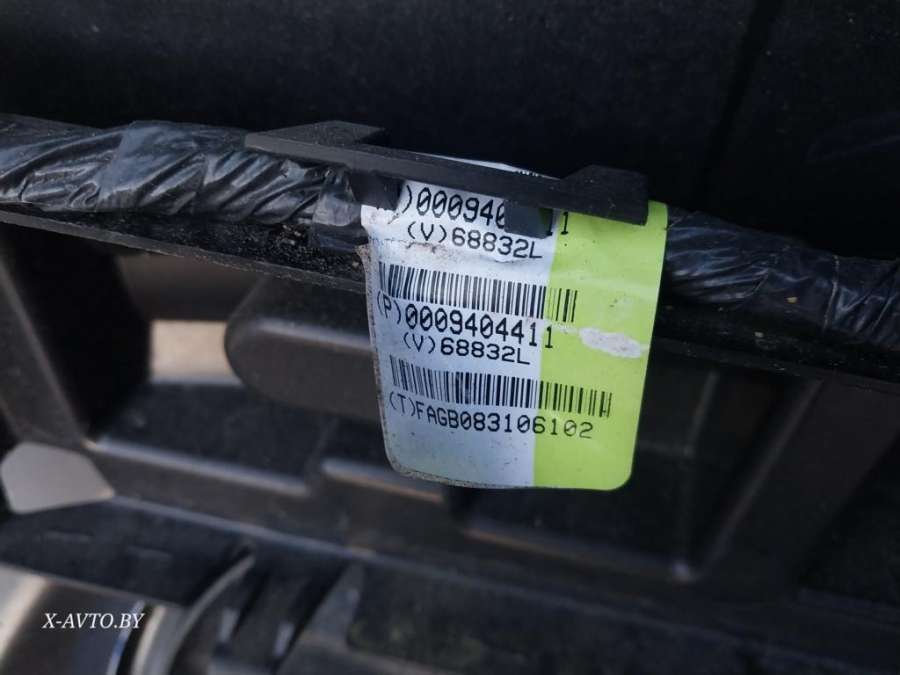 (V)68832L
(P)0009404411
(V)68832L
(T)FAGB083106102
X-AVTO.BY